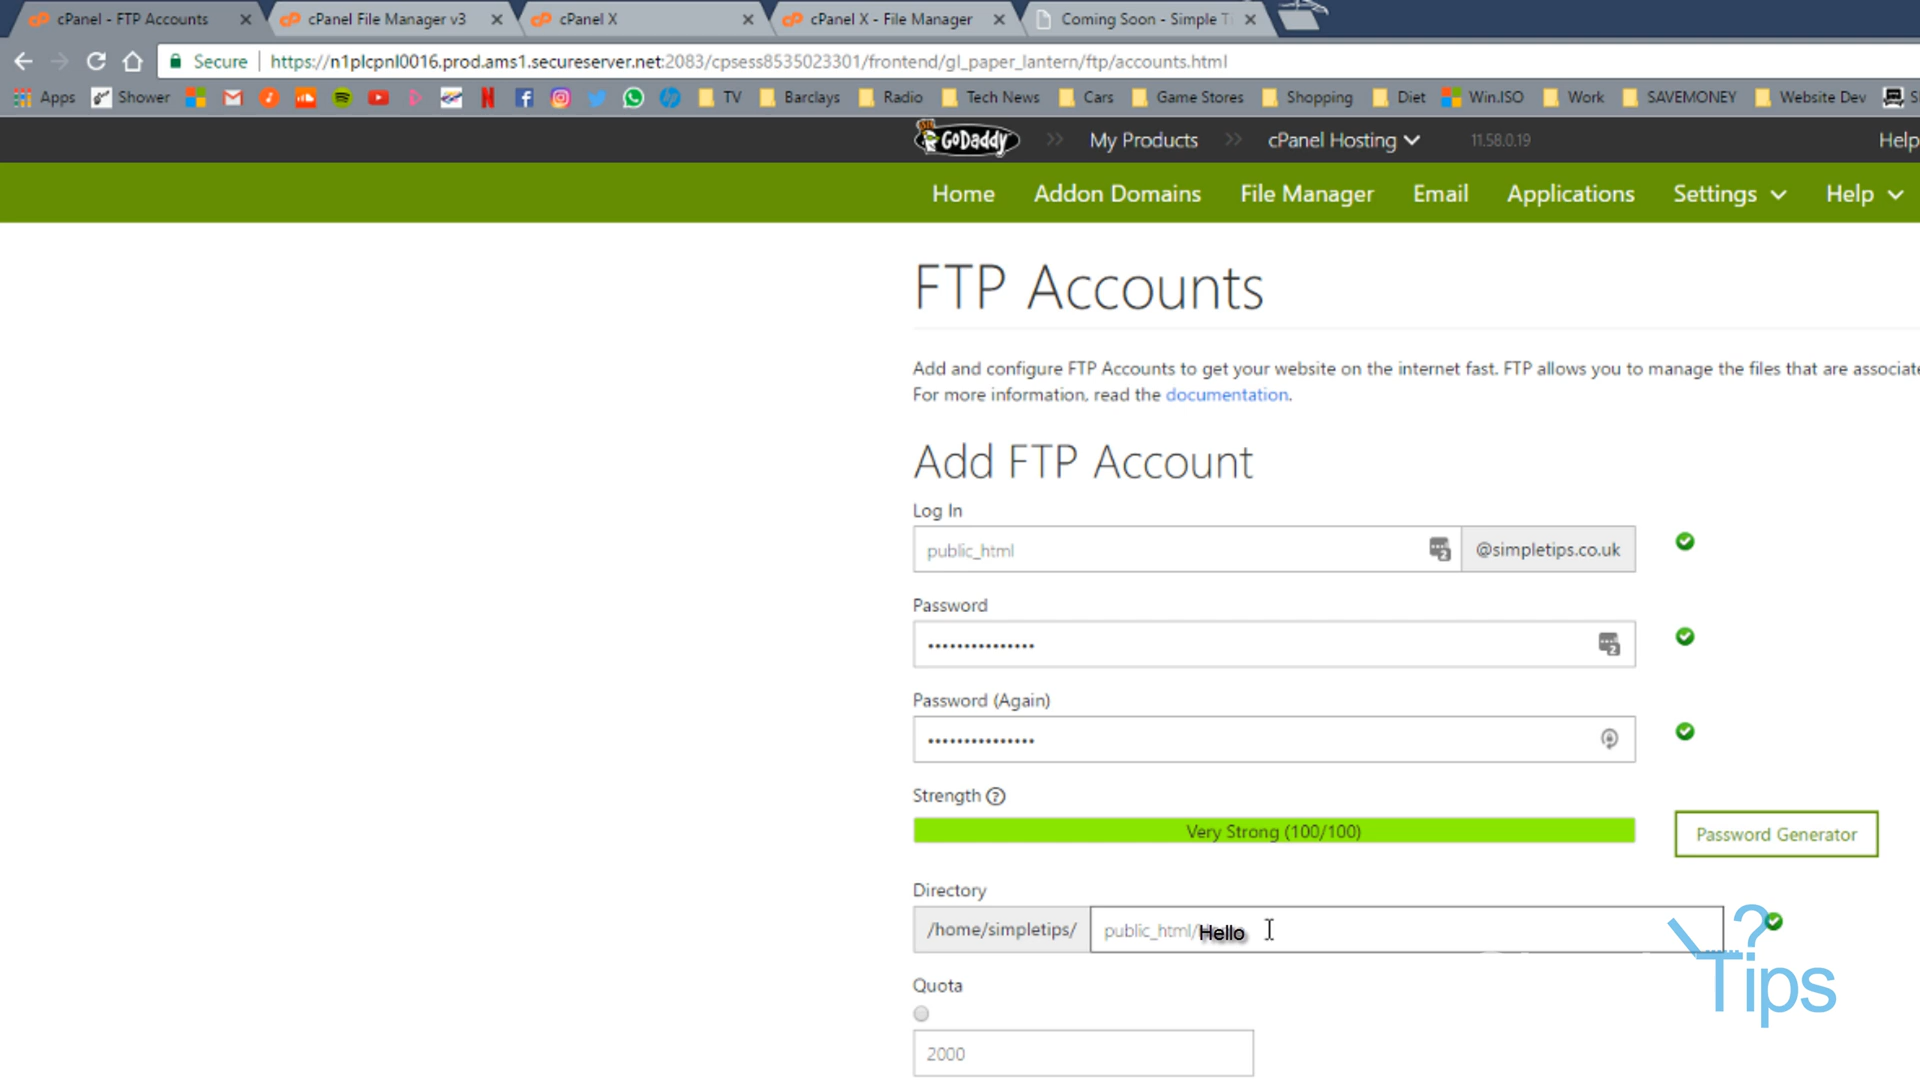 cPanel - FTP Accounts
cPanel File Manager v3
cPanel X
cPanel X - File Manager
Coming Soon - Simple T
Secure
https://n1plcpnl0016.prod.ams1.secureserver.net:2083/cpsess8535023301/frontend/gl_paper_lantern/ftp/accounts.html
Apps Shower TV Barclays Radio Tech News Cars Game Stores Shopping Diet Win.ISO Work SAVEMONEY Website Dev S
GoDaddy My Products cPanel Hosting 11.58.0.19 Help
Home Addon Domains File Manager Email Applications Settings Help
FTP Accounts
Add and configure FTP Accounts to get your website on the internet fast. FTP allows you to manage the files that are associate
For more information, read the documentation.
Add FTP Account
Log In
public_html @simpletips.co.uk
Password
•••••••••••••••
Password (Again)
•••••••••••••••
Strength ?
Very Strong (100/100)
Password Generator
Directory
/home/simpletips/ public_html/ Hello
?
Tips
Quota
2000